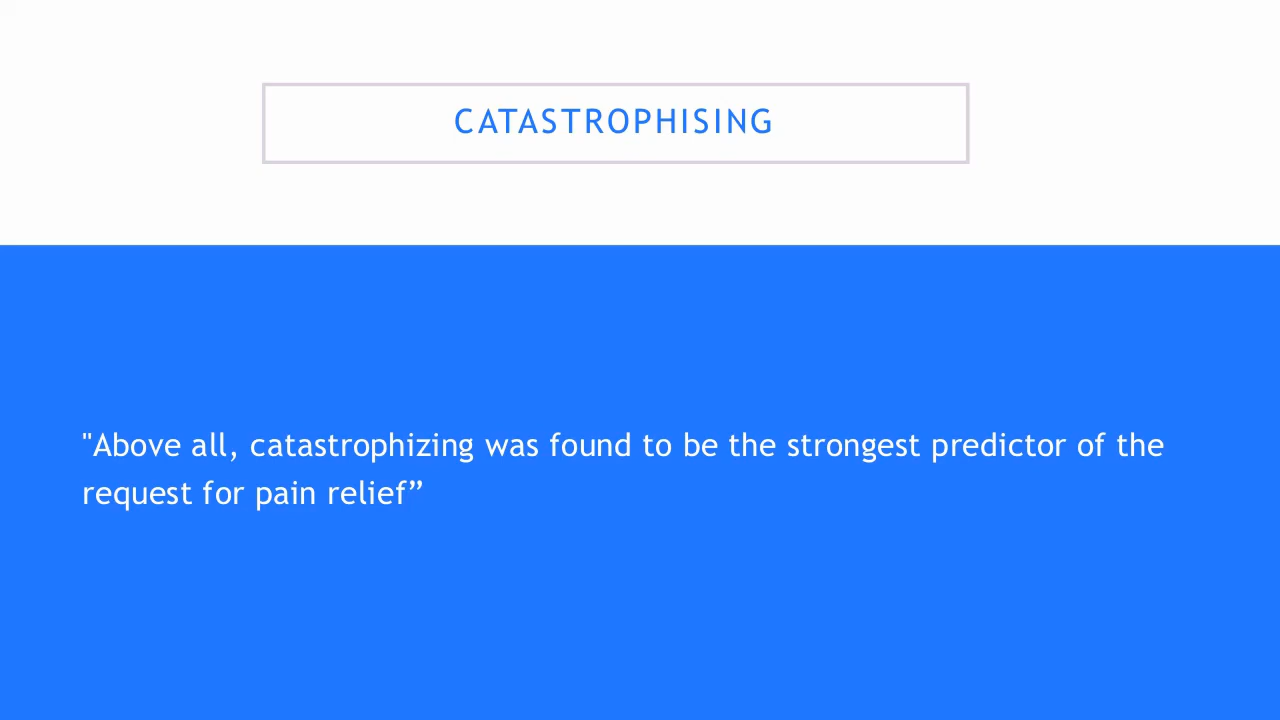 CATASTROPHISING
"Above all, catastrophizing was found to be the strongest predictor of the
request for pain relief”